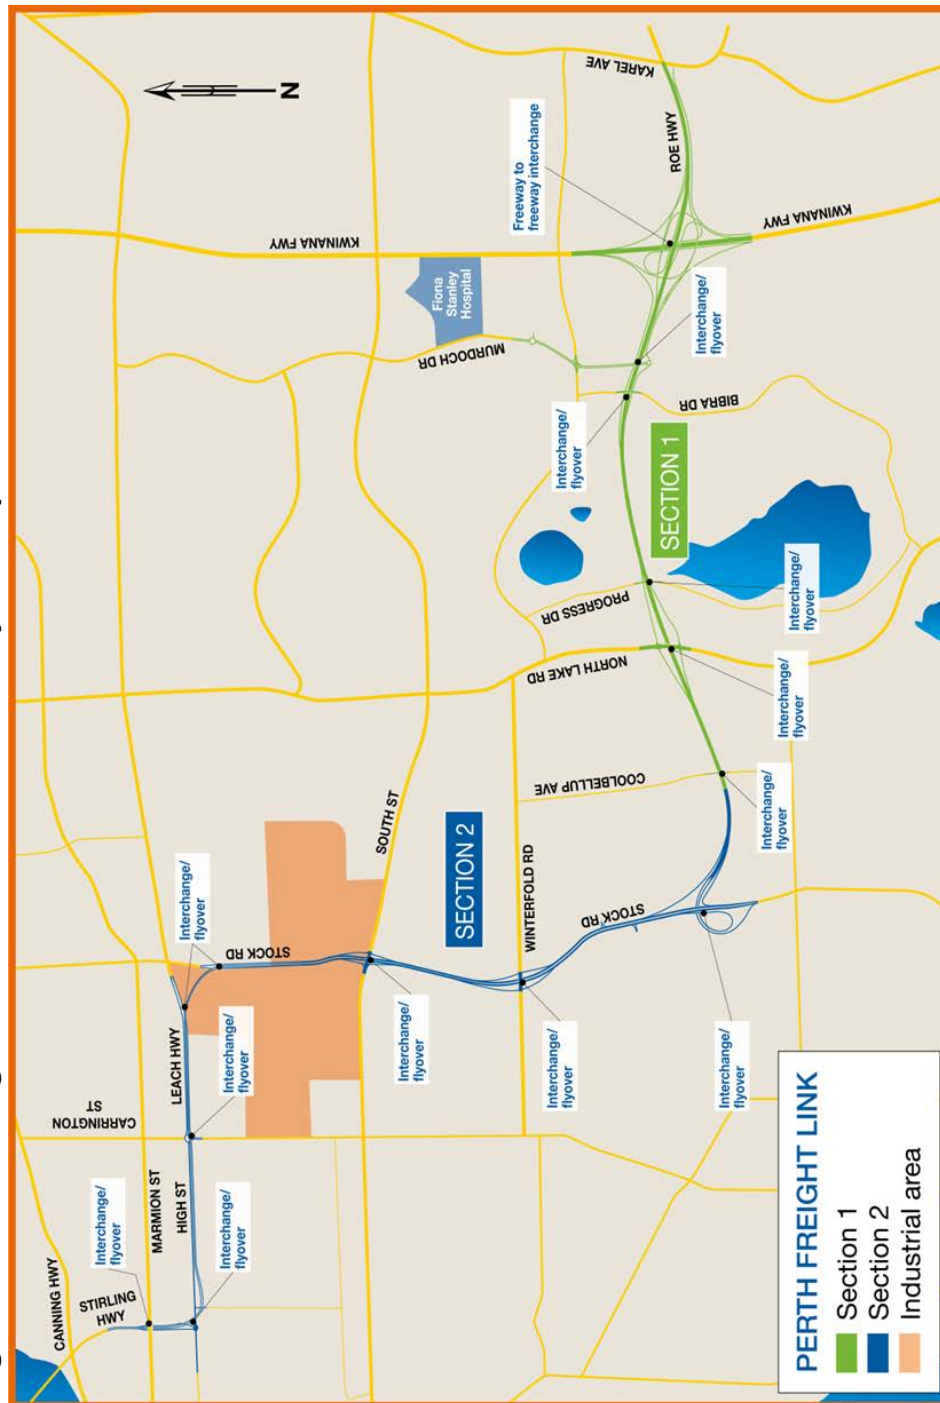 CANNING HWY
STIRLING
HWY
CARRINGTON
ST
Interchange/
flyover
MARMION ST
HIGH ST
LEACH HWY
Interchange/
flyover
Interchange/
flyover
Interchange/
flyover
STOCK RD
N
KWINANA FWY
SOUTH ST
Interchange/
flyover
Fiona
Stanley
Hospital
MURDOCH DR
SECTION 2
WINTERFOLD RD
Freeway to
freeway interchange
Interchange/
flyover
Interchange/
flyover
COOLBELLUP AVE
STOCK RD
NORTH LAKE RD
PROGRESS DR
KAREL AVE
SECTION 1
ROE HWY
BIBRA DR
Interchange/
flyover
Interchange/
flyover
Interchange/
flyover
Interchange/
flyover
Interchange/
flyover
KWINANA FWY
PERTH FREIGHT LINK
Section 1
Section 2
Industrial area